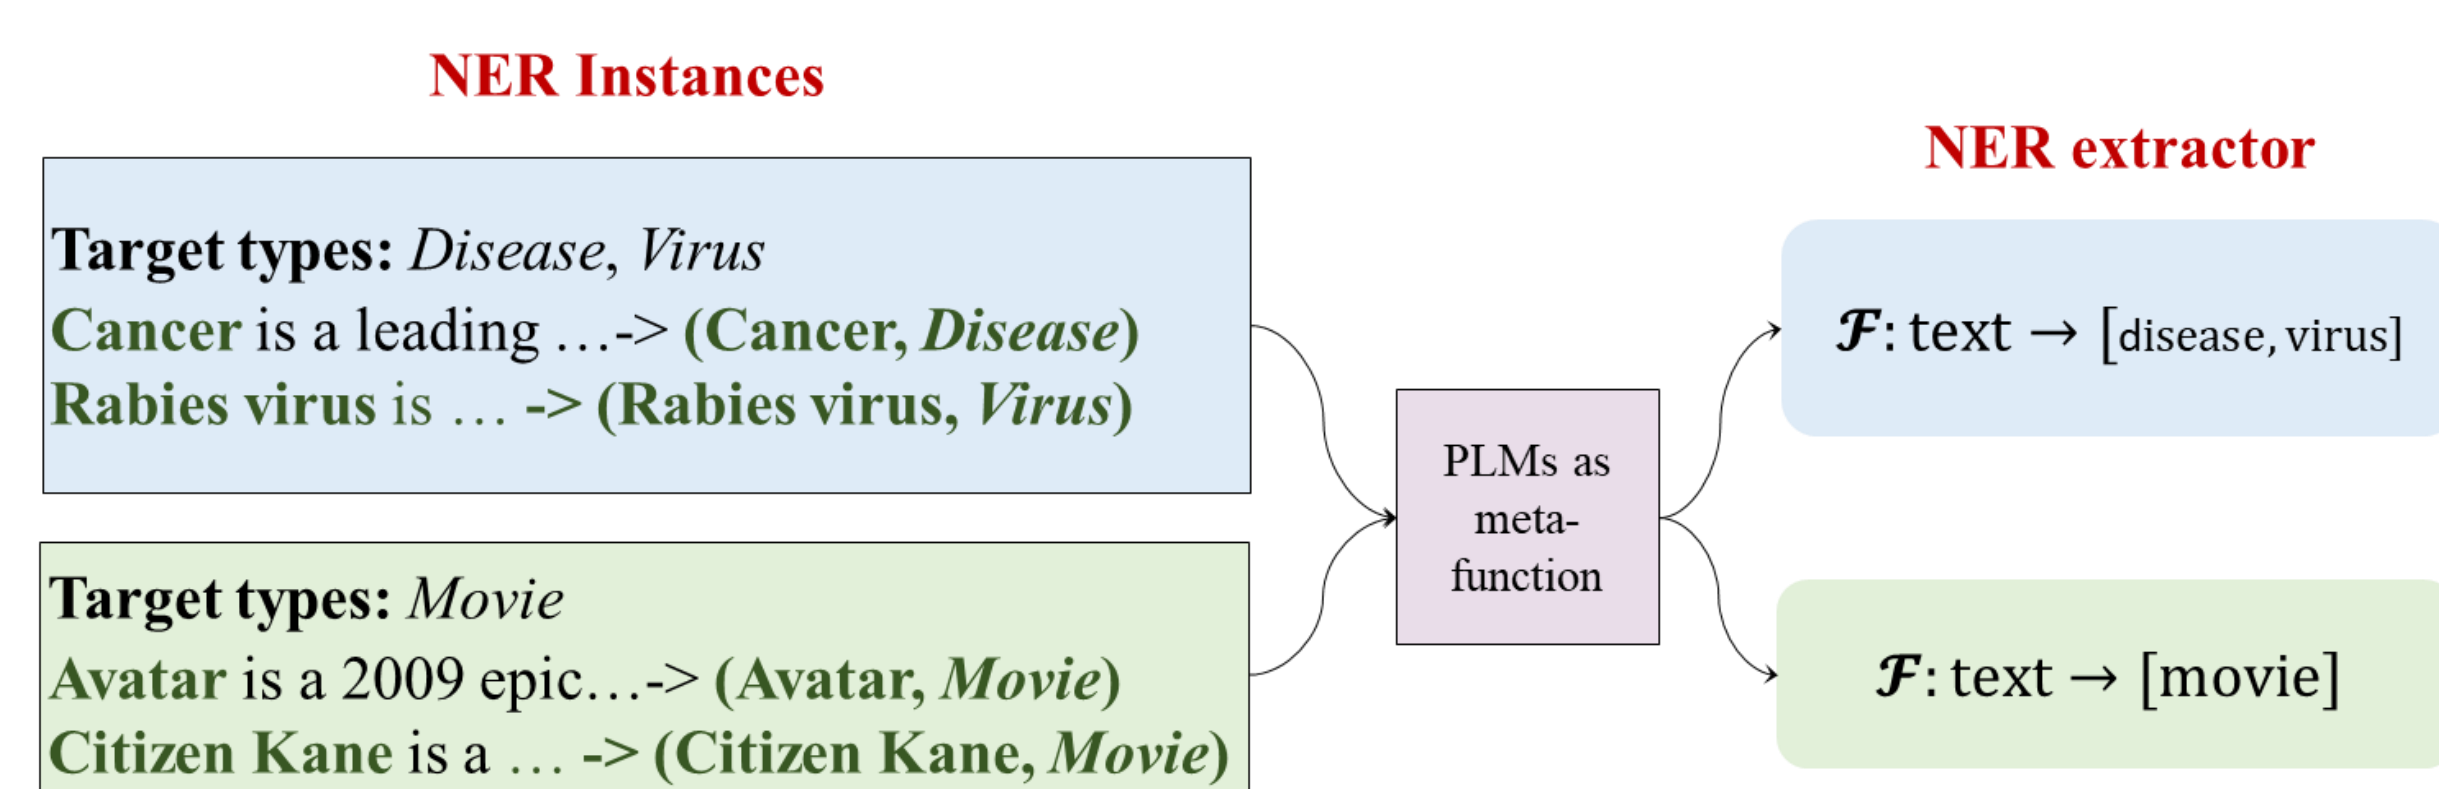 NER Instances
Target types: Disease, Virus
Cancer is a leading …-> (Cancer, Disease)
Rabies virus is … -> (Rabies virus, Virus)
Target types: Movie
Avatar is a 2009 epic…-> (Avatar, Movie)
Citizen Kane is a … -> (Citizen Kane, Movie)
PLMs as
meta-
function
NER extractor
ℱ: text → [disease, virus]
ℱ: text → [movie]